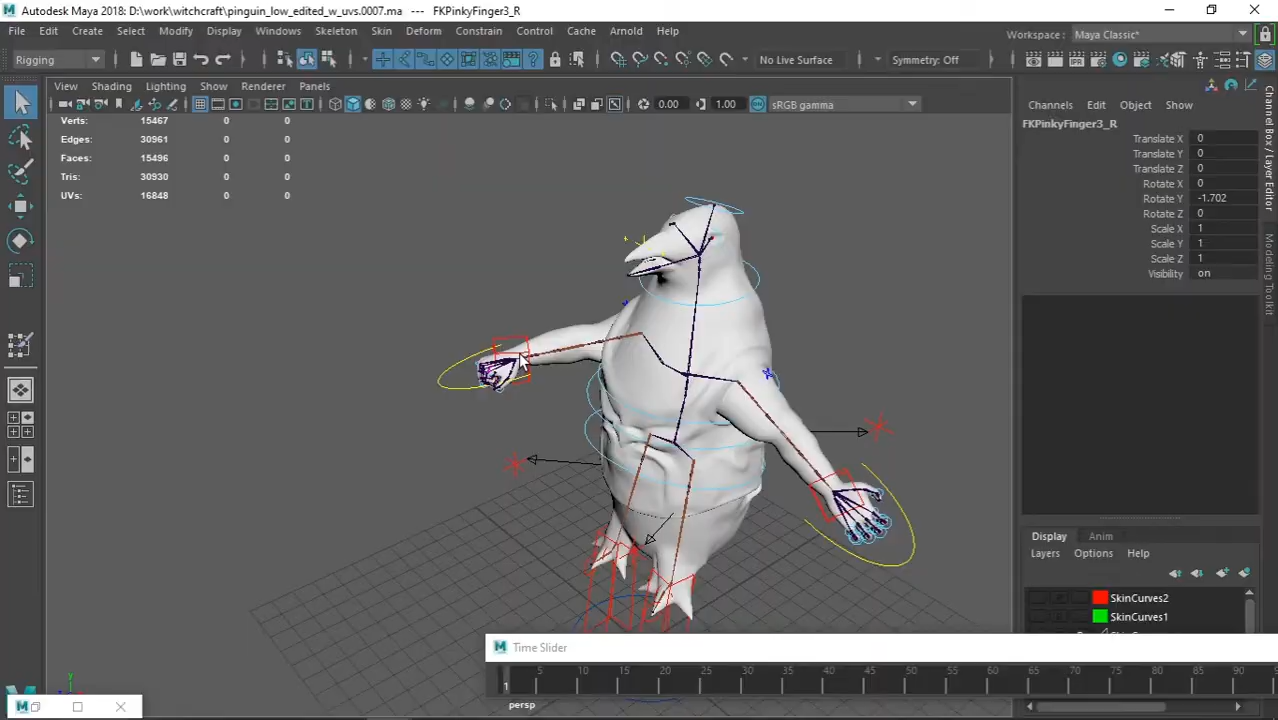 Autodesk Maya 2018: D:\work\witchcraft\pinguin_low_edited_w_uvs.0007.ma --- FKPinkyFinger3_R
File Edit Create Select Modify Display Windows Skeleton Skin Deform Constrain Control Cache Arnold Help
Workspace: Maya Classic*
Rigging
No Live Surface
Symmetry: Off
View Shading Lighting Show Renderer Panels
0.00
1.00
sRGB gamma
Verts: 15467 0 0
Edges: 30961 0 0
Faces: 15496 0 0
Tris: 30930 0 0
UVs: 16848 0 0
Channels Edit Object Show
FKPinkyFinger3_R
Translate X 0
Translate Y 0
Translate Z 0
Rotate X 0
Rotate Y -1.702
Rotate Z 0
Scale X 1
Scale Y 1
Scale Z 1
Visibility on
Channel Box / Layer Editor
Modeling Toolkit
Display Anim
Layers Options Help
SkinCurves2
SkinCurves1
Time Slider
1 5 10 15 20 25 30 35 40 45 50 55 60 65 70 75 80 85 90
persp
y